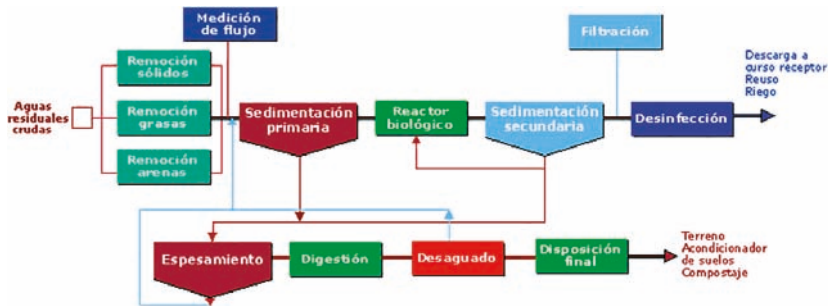 Medición
de flujo
Filtración
Remoción
sólidos
Descarga a
curso receptor
Reuso
Riego
Aguas
residuales
crudas
Remoción
grasas
Sedimentación
primaria
Reactor
biológico
Sedimentación
secundaria
Desinfección
Remoción
arenas
Espesamiento
Digestión
Desaguado
Disposición
final
Terreno
Acondicionador
de suelos
Compostaje